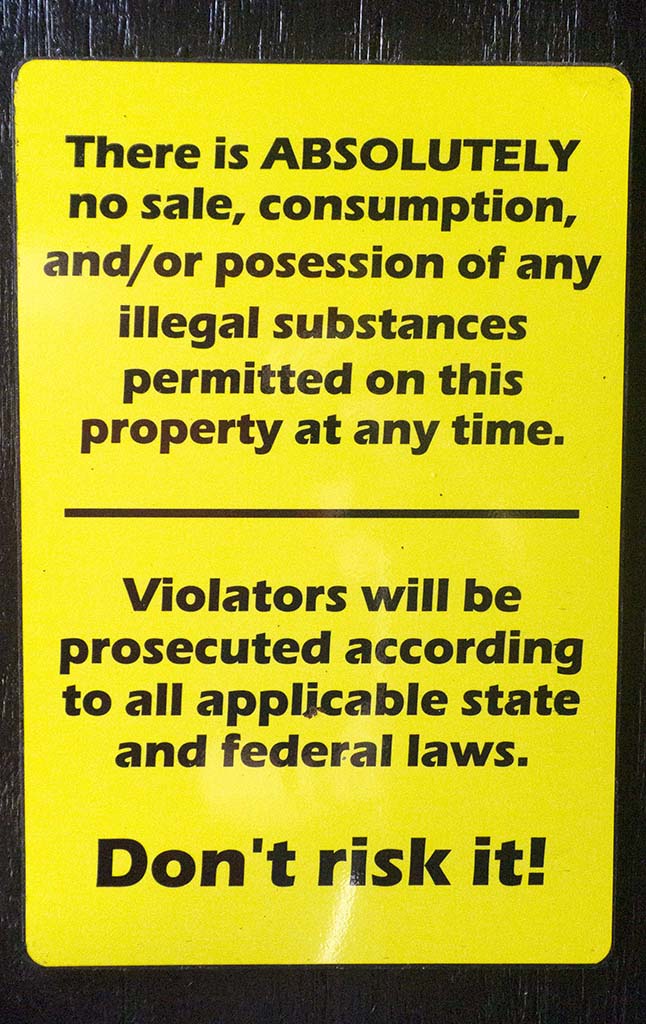 There is ABSOLUTELY
no sale, consumption,
and/or posession of any
illegal substances
permitted on this
property at any time.
Violators will be
prosecuted according
to all applicable state
and federal laws.
Don't risk it!